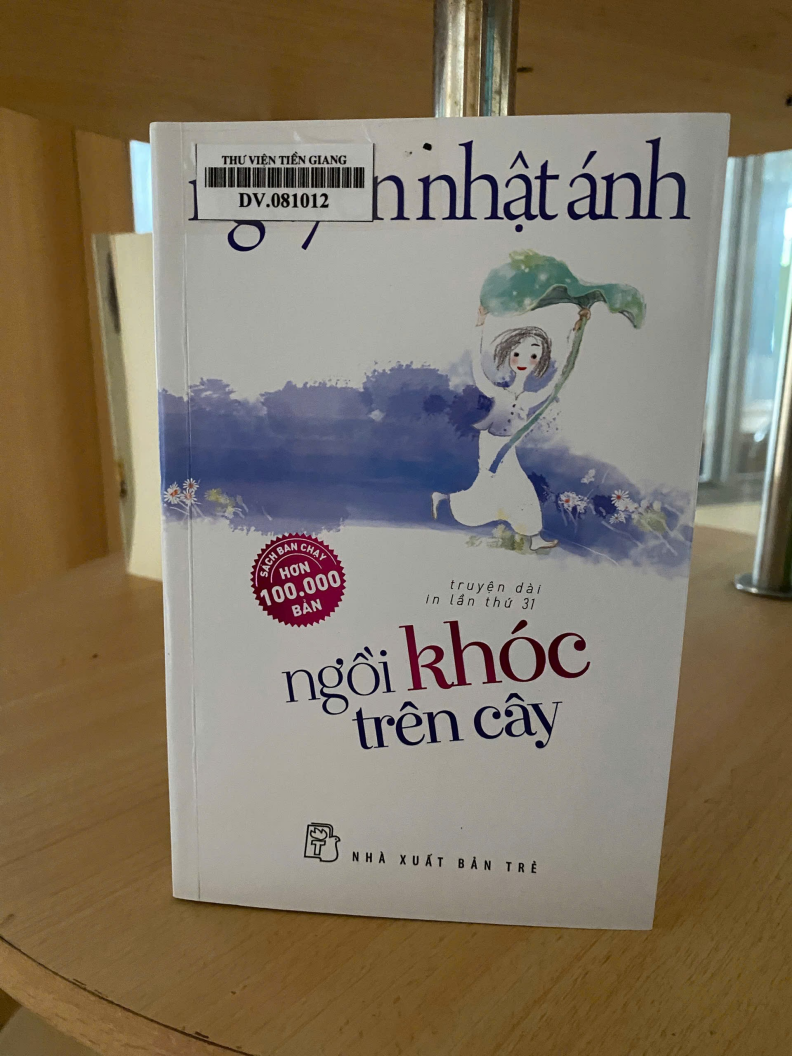 THƯ VIỆN TIỀN GIANG
DV.081012
nhật ánh
SÁCH BÁN CHẠY
HƠN
100.000
BẢN
truyện dài
in lần thứ 31
ngồi khóc
trên cây
NHÀ XUẤT BẢN TRẺ